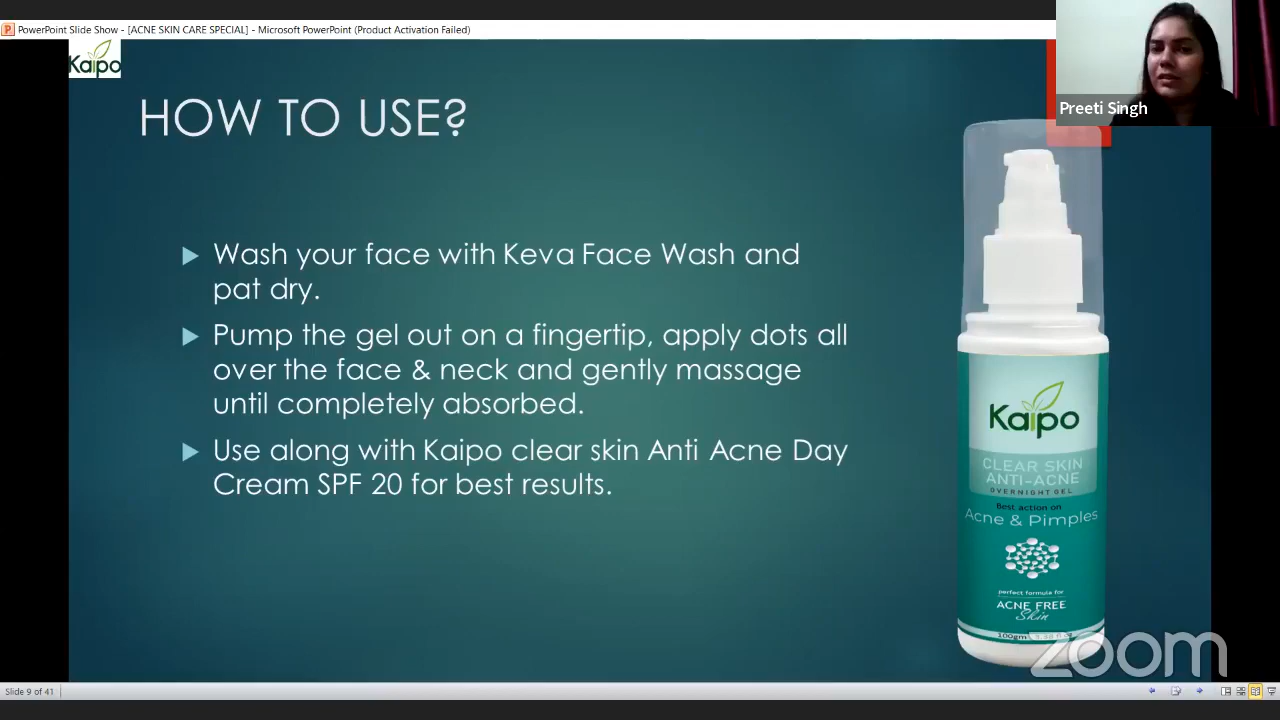 PowerPoint Slide Show - [ACNE SKIN CARE SPECIAL] - Microsoft PowerPoint (Product Activation Failed)
Kaipo
Preeti Singh
HOW TO USE?
Wash your face with Keva Face Wash and
pat dry.
Pump the gel out on a fingertip, apply dots all
over the face & neck and gently massage
until completely absorbed.
Use along with Kaipo clear skin Anti Acne Day
Cream SPF 20 for best results.
Kaipo
CLEAR SKIN
ANTI-ACNE
OVERNIGHT GEL
Best action on
Acne & Pimples
perfect formula for
ACNE FREE
Skin
100gm
zoom
Slide 9 of 41